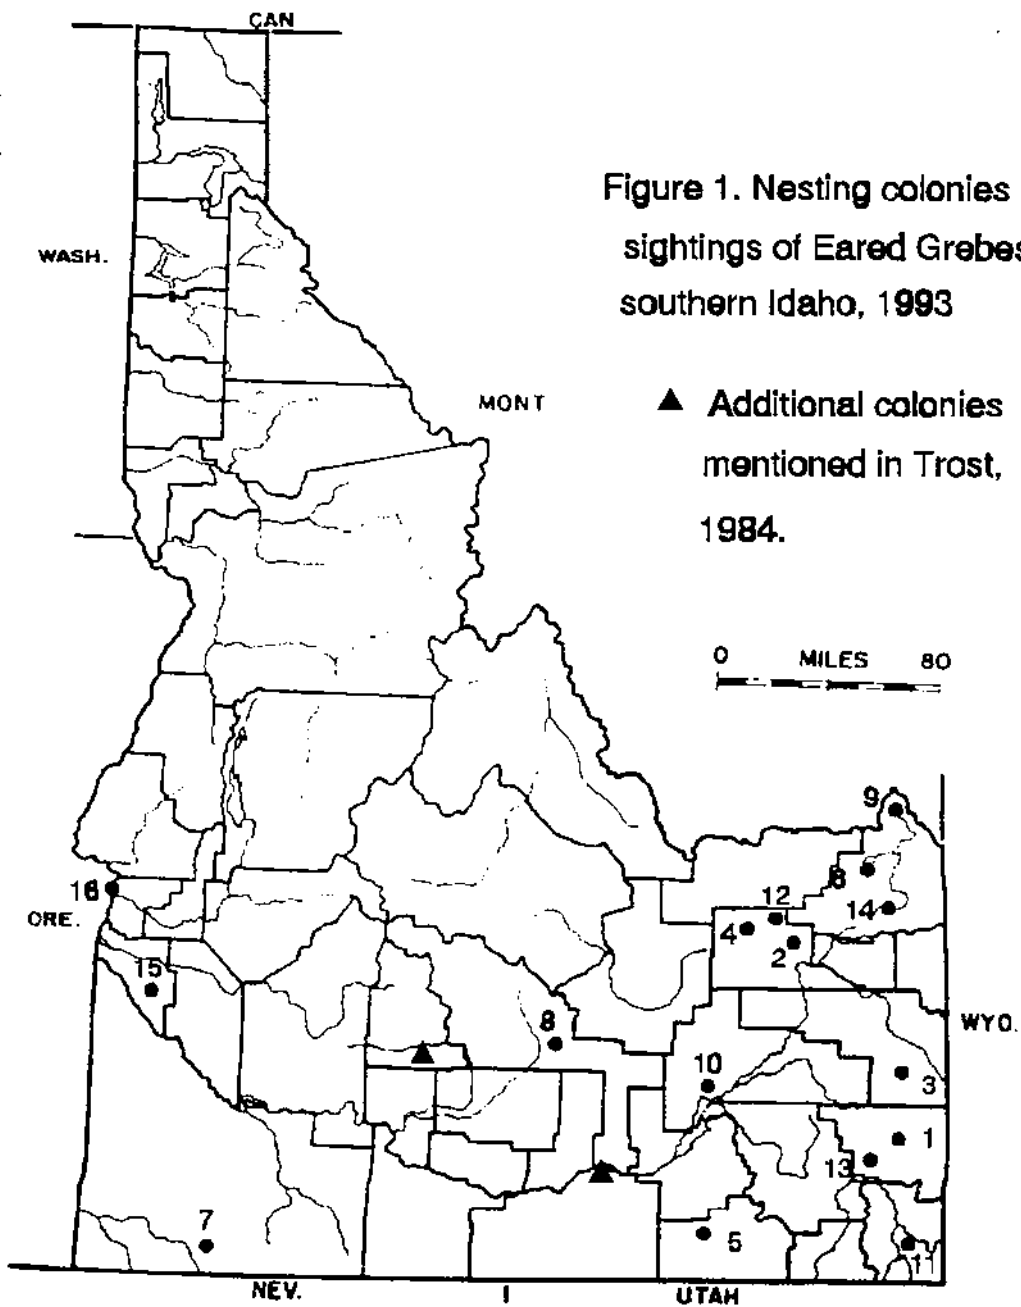 CAN
Figure 1. Nesting colonies
sightings of Eared Grebes
southern Idaho, 1993
WASH.
MONT
▲ Additional colonies
mentioned in Trost,
1984.
0 MILES 80
9
6
16
12
14
ORE.
4
2
15
8
WYO.
10
3
1
13
7
5
11
NEV.
UTAH